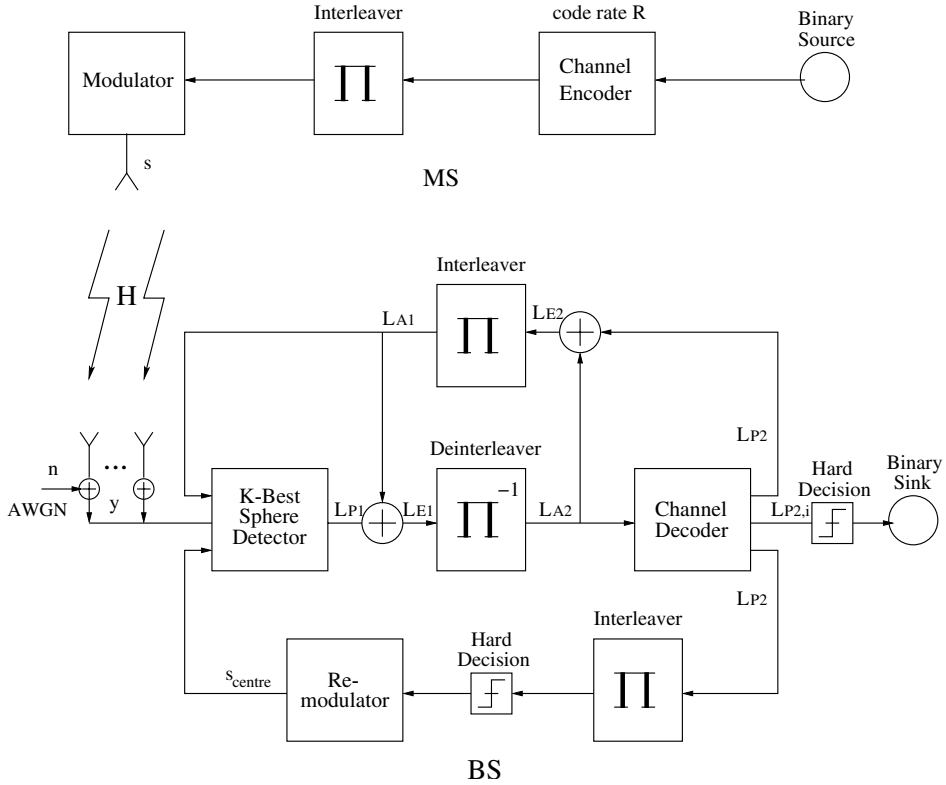 Interleaver
code rate R
Binary
Source
Modulator
∏
Channel
Encoder
s
MS
H
Interleaver
LA1
∏
LE2
LP2
n
AWGN
...
y
K-Best
Sphere
Detector
LP1
LE1
Deinterleaver
∏ -1
LA2
Channel
Decoder
LP2,i
Hard
Decision
Binary
Sink
LP2
Interleaver
Hard
Decision
scentre
Re-
modulator
∏
BS